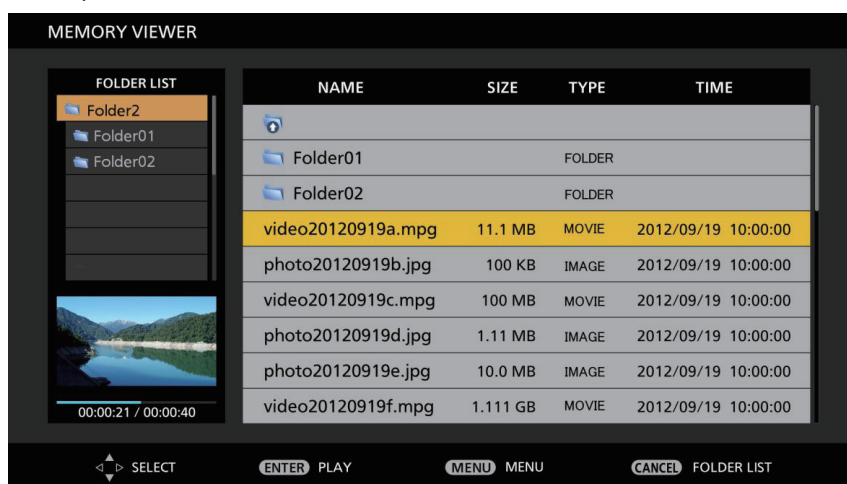 MEMORY VIEWER
FOLDER LIST
Folder2
Folder01
Folder02
00:00:21 / 00:00:40
NAME SIZE TYPE TIME
Folder01 FOLDER
Folder02 FOLDER
video20120919a.mpg 11.1 MB MOVIE 2012/09/19 10:00:00
photo20120919b.jpg 100 KB IMAGE 2012/09/19 10:00:00
video20120919c.mpg 100 MB MOVIE 2012/09/19 10:00:00
photo20120919d.jpg 1.11 MB IMAGE 2012/09/19 10:00:00
photo20120919e.jpg 10.0 MB IMAGE 2012/09/19 10:00:00
video20120919f.mpg 1.111 GB MOVIE 2012/09/19 10:00:00
SELECT ENTER PLAY MENU MENU CANCEL FOLDER LIST